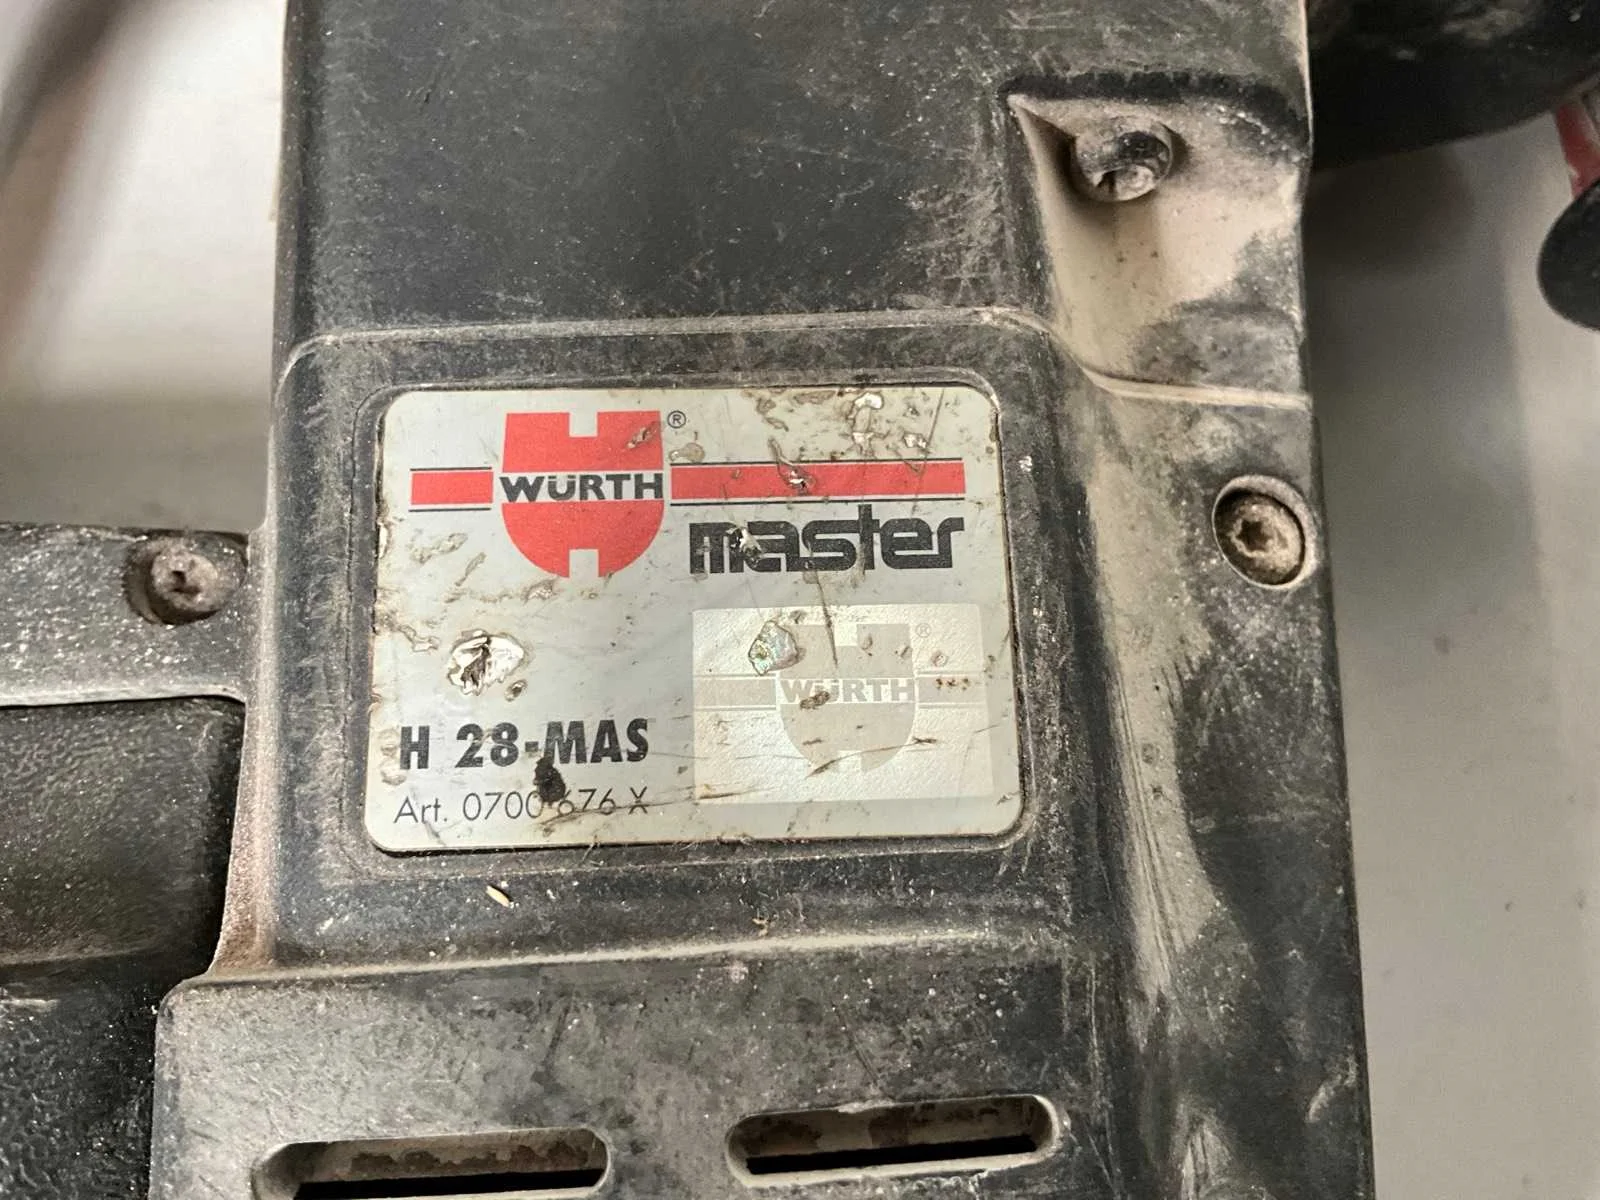 WÜRTH®
master
WÜRTH®
H 28-MAS
Art. 0700 676 X